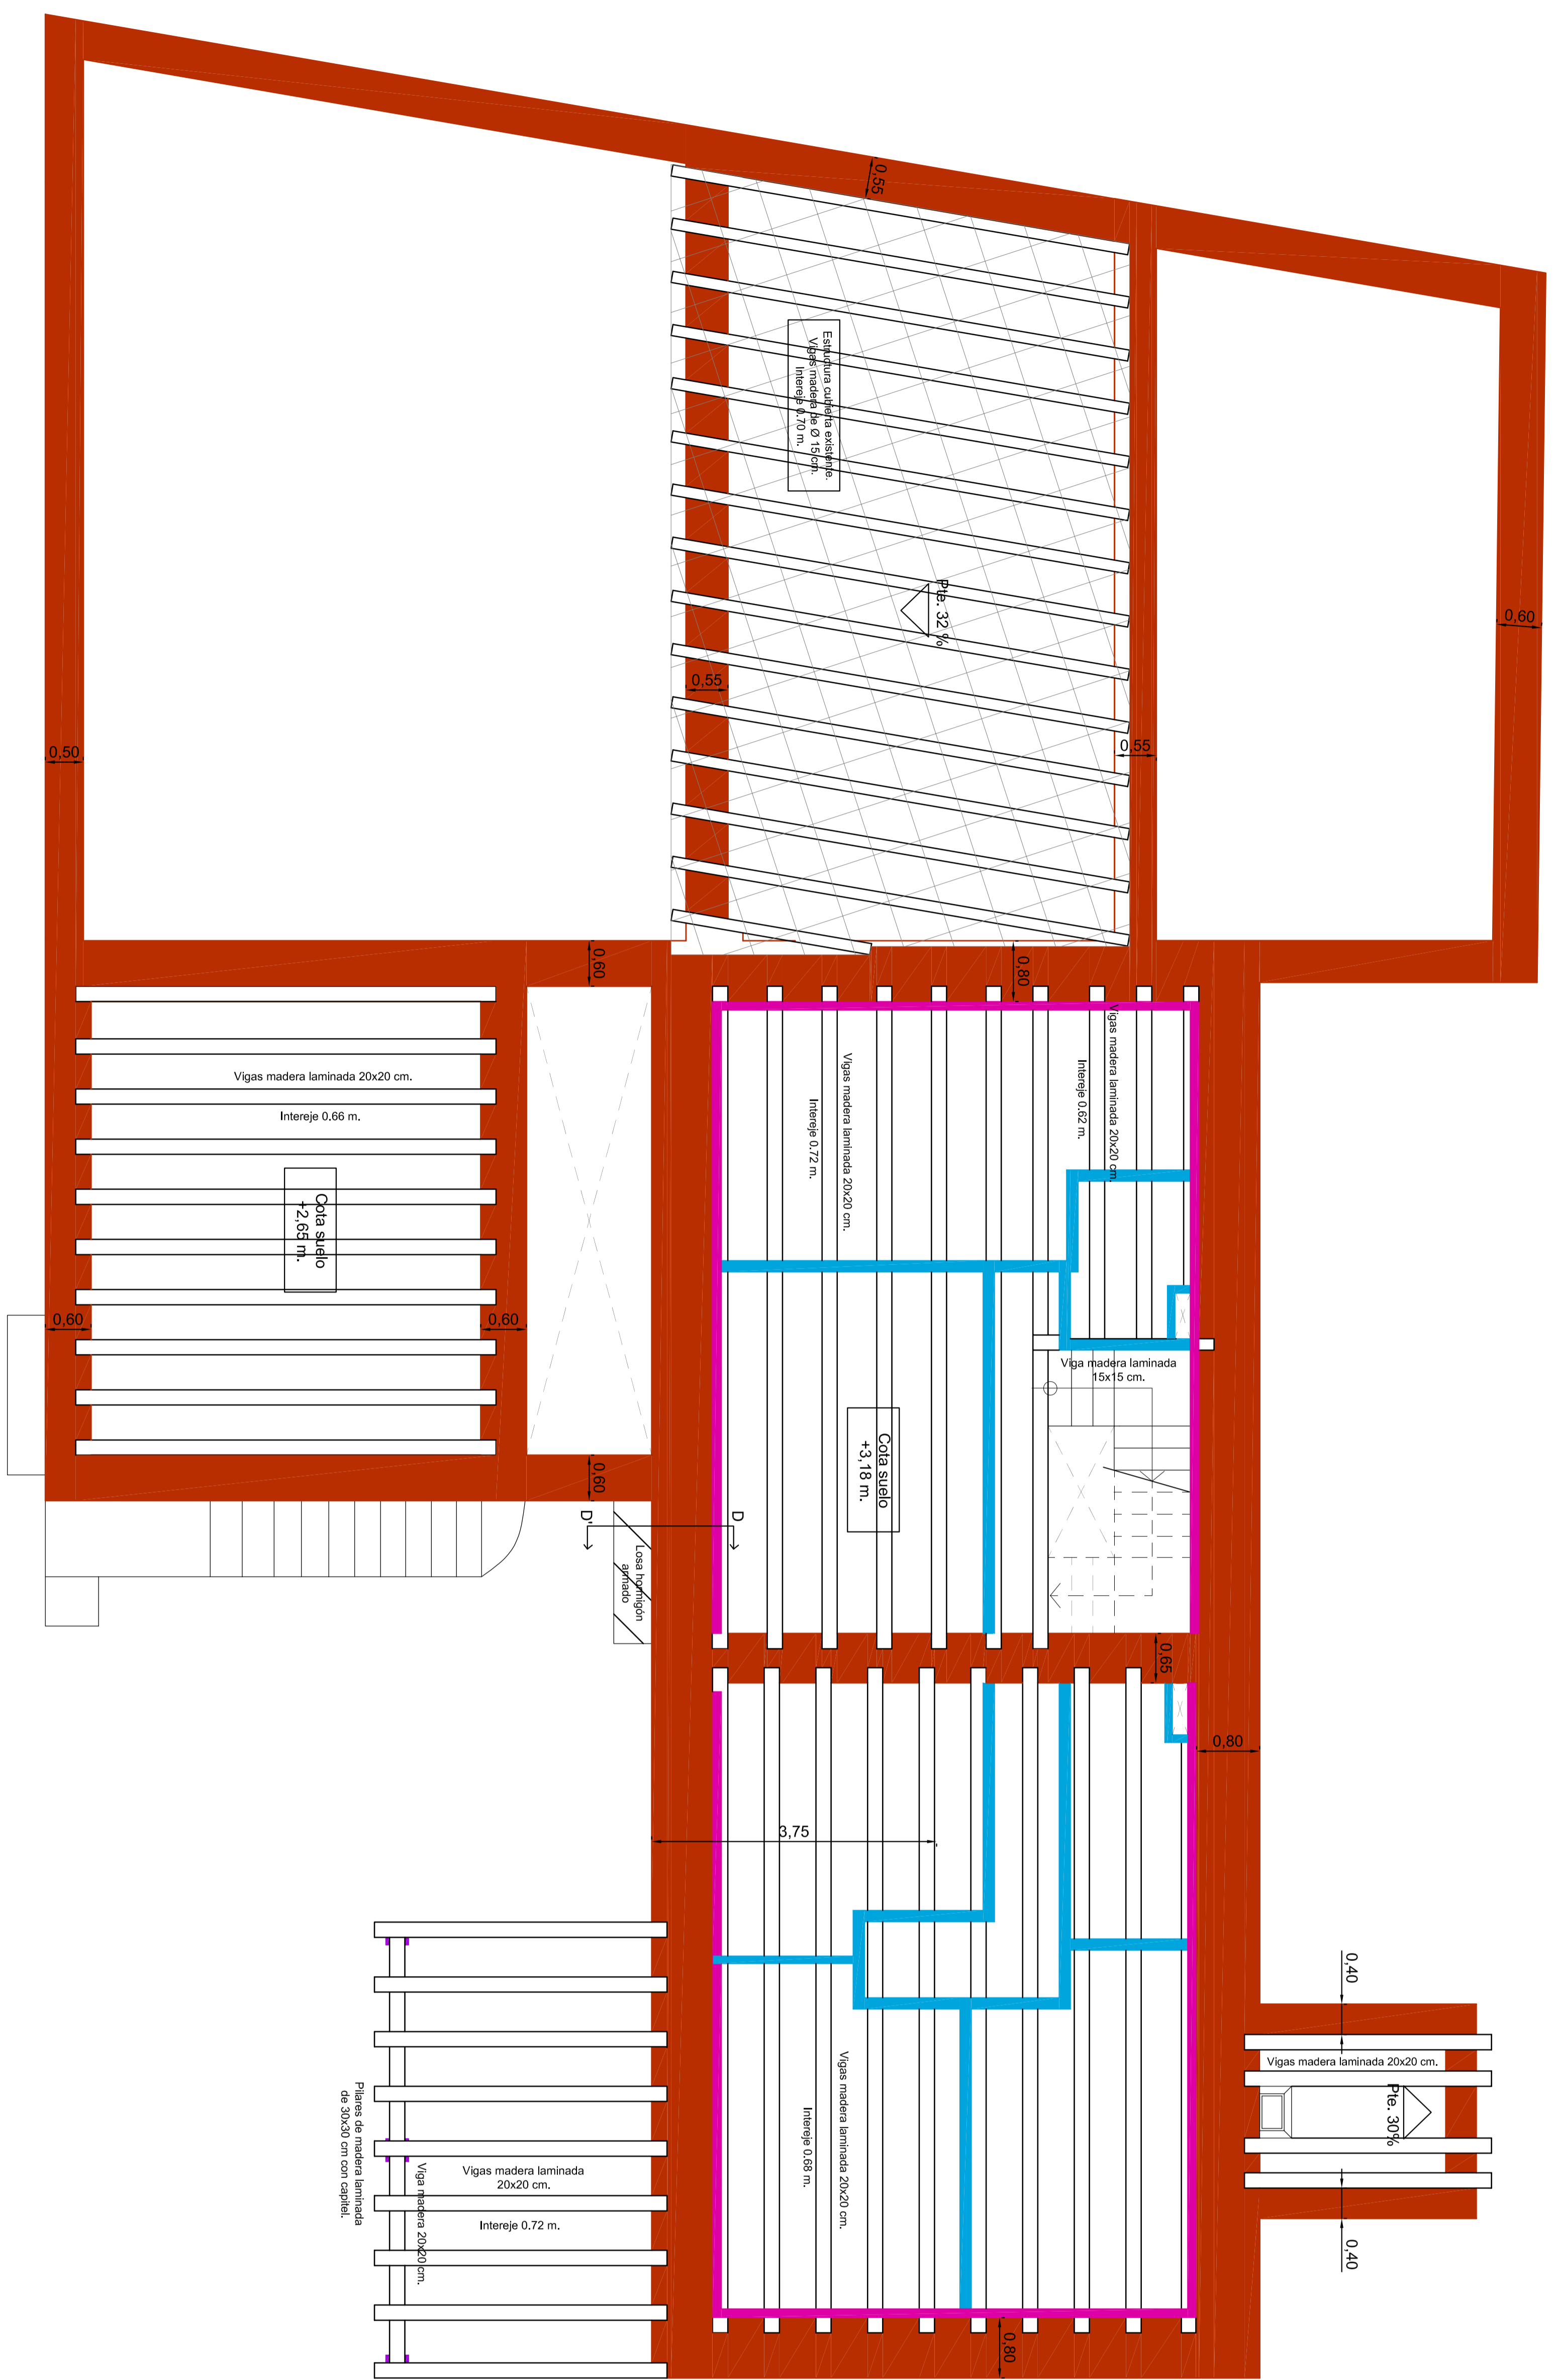 0,55
0,60
Estructura cubierta existente.
Vigas madera de Ø 15 cm.
Intereje 0.70 m.
Pte. 32 %
0,55
0,50
0,55
0,60
0,80
Vigas madera laminada 20x20 cm.
Intereje 0.66 m.
Cota suelo
+2,65 m.
0,60
0,60
0,60
Vigas madera laminada 20x20 cm.
Intereje 0.72 m.
Vigas madera laminada 20x20 cm.
Intereje 0.62 m.
Viga madera laminada
15x15 cm.
Cota suelo
+3,18 m.
D
D'
Losa hormigón
armado
0,65
0,80
3,75
0,40
Vigas madera laminada 20x20 cm.
Pte. 30%
0,40
Vigas madera laminada 20x20 cm.
Intereje 0.68 m.
Pilares de madera laminada
de 30x30 cm con capitel.
Viga madera 20x20 cm.
Vigas madera laminada
20x20 cm.
Intereje 0.72 m.
0,80